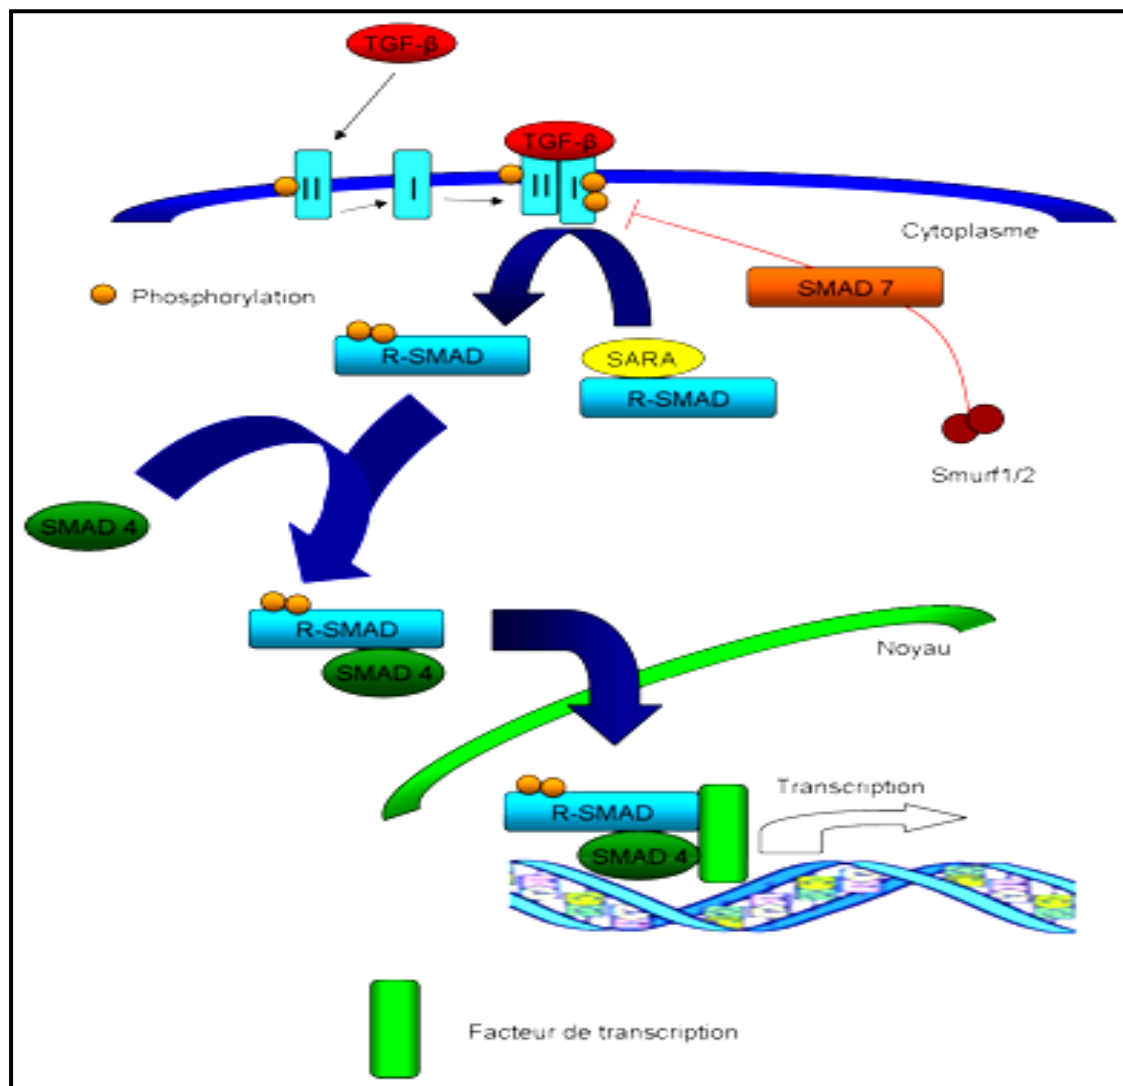 TGF-β
TGF-β
II
I
II
I
Cytoplasme
SMAD 7
Phosphorylation
R-SMAD
SARA
R-SMAD
Smurf1/2
SMAD 4
R-SMAD
SMAD 4
Noyau
Transcription
R-SMAD
SMAD 4
Facteur de transcription